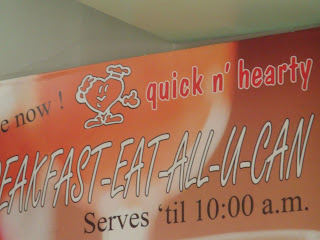 now !
quick n' hearty
EAKFAST-EAT-ALL-U-CAN
Serves 'til 10:00 a.m.